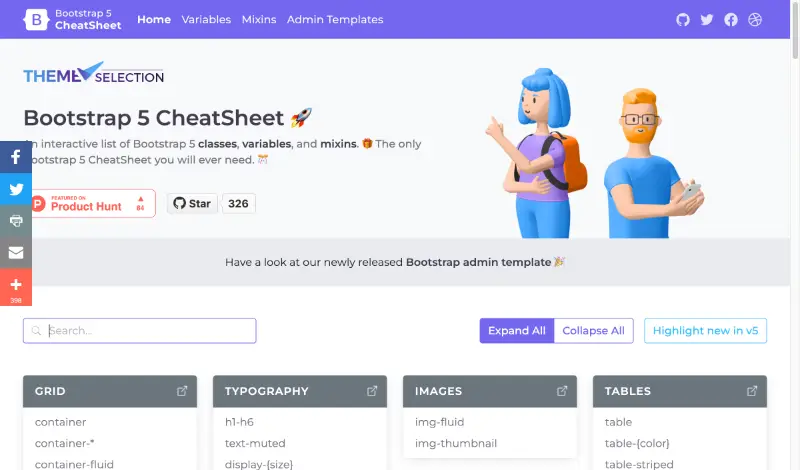 Bootstrap 5
CheatSheet
Home Variables Mixins Admin Templates
THEME SELECTION
Bootstrap 5 CheatSheet 🚀
An interactive list of Bootstrap 5 classes, variables, and mixins. 🎁 The only
Bootstrap 5 CheatSheet you will ever need. 🎊
FEATURED ON
Product Hunt
▲ 84
Star 326
398
Have a look at our newly released Bootstrap admin template 🎉
Search...
Expand All Collapse All Highlight new in v5
GRID TYPOGRAPHY IMAGES TABLES
container h1-h6 img-fluid table
container-* text-muted img-thumbnail table-{color}
container-fluid display-{size} table-striped